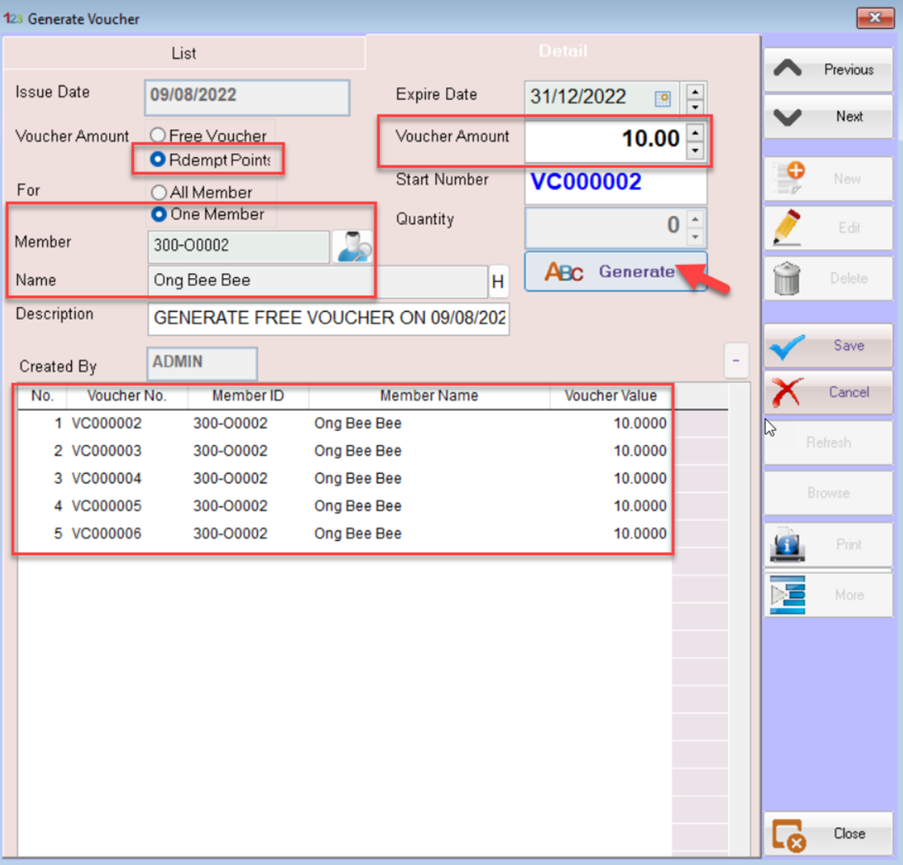 123 Generate Voucher
List
Detail
Issue Date 09/08/2022
Expire Date 31/12/2022
Voucher Amount Free Voucher
Rdempt Points
Voucher Amount 10.00
For All Member
One Member
Start Number VC000002
Quantity 0
Member 300-O0002
Name Ong Bee Bee H
ABC Generate
Description GENERATE FREE VOUCHER ON 09/08/202
Created By ADMIN
-
No. Voucher No. Member ID Member Name Voucher Value
1 VC000002 300-O0002 Ong Bee Bee 10.0000
2 VC000003 300-O0002 Ong Bee Bee 10.0000
3 VC000004 300-O0002 Ong Bee Bee 10.0000
4 VC000005 300-O0002 Ong Bee Bee 10.0000
5 VC000006 300-O0002 Ong Bee Bee 10.0000
Previous
Next
New
Edit
Delete
Save
Cancel
Refresh
Browse
Print
More
Close